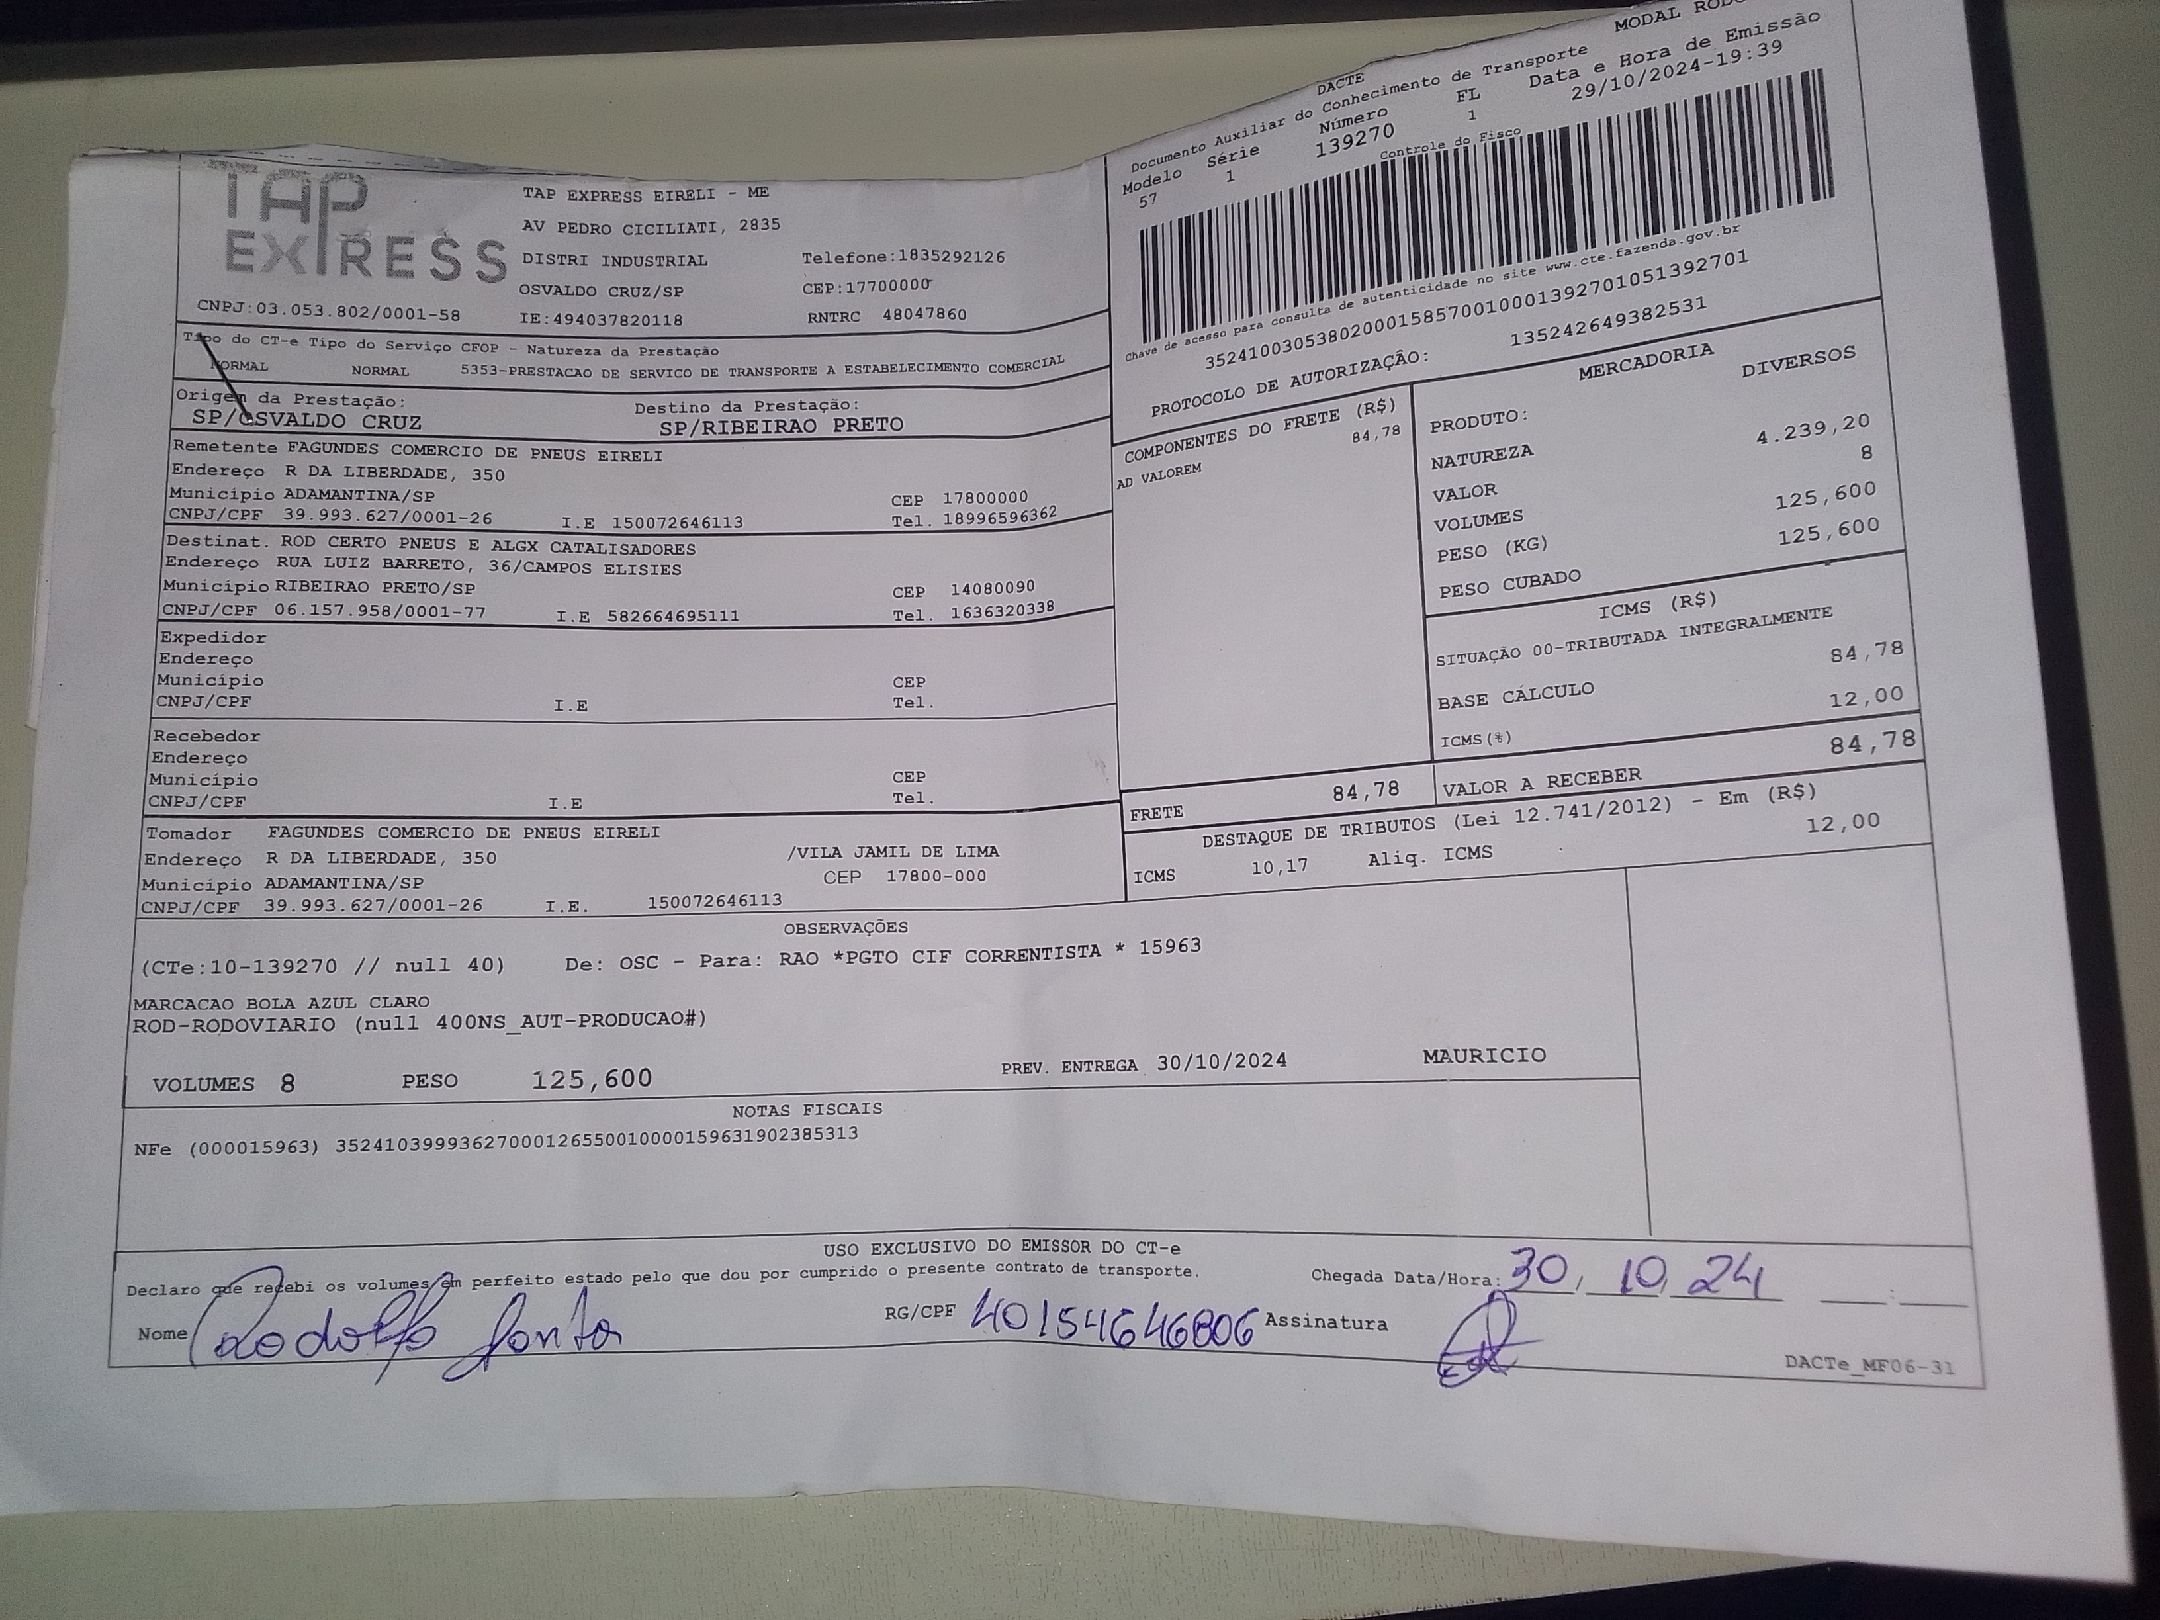 TAP
EXPRESS
CNPJ:03.053.802/0001-58
TAP EXPRESS EIRELI - ME
AV PEDRO CICILIATI, 2835
DISTRI INDUSTRIAL Telefone:1835292126
OSVALDO CRUZ/SP CEP:17700000
IE:494037820118 RNTRC 48047860
Tipo do CT-e Tipo do Serviço CFOP - Natureza da Prestação
NORMAL NORMAL 5353-PRESTACAO DE SERVICO DE TRANSPORTE A ESTABELECIMENTO COMERCIAL
Origem da Prestação: Destino da Prestação:
SP/OSVALDO CRUZ SP/RIBEIRAO PRETO
Remetente FAGUNDES COMERCIO DE PNEUS EIRELI
Endereço R DA LIBERDADE, 350
Município ADAMANTINA/SP CEP 17800000
CNPJ/CPF 39.993.627/0001-26 I.E 150072646113 Tel. 18996596362
Destinat. ROD CERTO PNEUS E ALGX CATALISADORES
Endereço RUA LUIZ BARRETO, 36/CAMPOS ELISIES
Município RIBEIRAO PRETO/SP CEP 14080090
CNPJ/CPF 06.157.958/0001-77 I.E 582664695111 Tel. 1636320338
Expedidor
Endereço
Município CEP
CNPJ/CPF I.E Tel.
Recebedor
Endereço
Município CEP
CNPJ/CPF I.E Tel.
Tomador FAGUNDES COMERCIO DE PNEUS EIRELI
Endereço R DA LIBERDADE, 350 /VILA JAMIL DE LIMA
Município ADAMANTINA/SP CEP 17800-000
CNPJ/CPF 39.993.627/0001-26 I.E. 150072646113
DACTE MODAL
Documento Auxiliar do Conhecimento de Transporte
Modelo Série Número FL Data e Hora de Emissão
57 1 139270 1 29/10/2024-19:39
Controle do Fisco
Chave de acesso para consulta de autenticidade no site www.cte.fazenda.gov.br
35241003053802000158570010001392701051392701
PROTOCOLO DE AUTORIZAÇÃO: 135242649382531
COMPONENTES DO FRETE (R$)
AD VALOREM 84,78
MERCADORIA
PRODUTO: DIVERSOS
NATUREZA
VALOR 4.239,20
VOLUMES 8
PESO (KG) 125,600
PESO CUBADO 125,600
ICMS (R$)
SITUAÇÃO 00-TRIBUTADA INTEGRALMENTE
BASE CÁLCULO 84,78
ICMS(%) 12,00
FRETE 84,78 VALOR A RECEBER 84,78
DESTAQUE DE TRIBUTOS (Lei 12.741/2012) - Em (R$)
ICMS 10,17 Aliq. ICMS 12,00
OBSERVAÇÕES
(CTe:10-139270 // null 40) De: OSC - Para: RAO *PGTO CIF CORRENTISTA * 15963
MARCACAO BOLA AZUL CLARO
ROD-RODOVIARIO (null 400NS_AUT-PRODUCAO#)
VOLUMES 8 PESO 125,600 PREV. ENTREGA 30/10/2024 MAURICIO
NOTAS FISCAIS
NFe (000015963) 35241039993627000126550010000159631902385313
USO EXCLUSIVO DO EMISSOR DO CT-e
Declaro que recebi os volumes em perfeito estado pelo que dou por cumprido o presente contrato de transporte. Chegada Data/Hora: 30/10/24 :
Nome Rodolfo RG/CPF 40154646806 Assinatura
DACTe_MF06-31